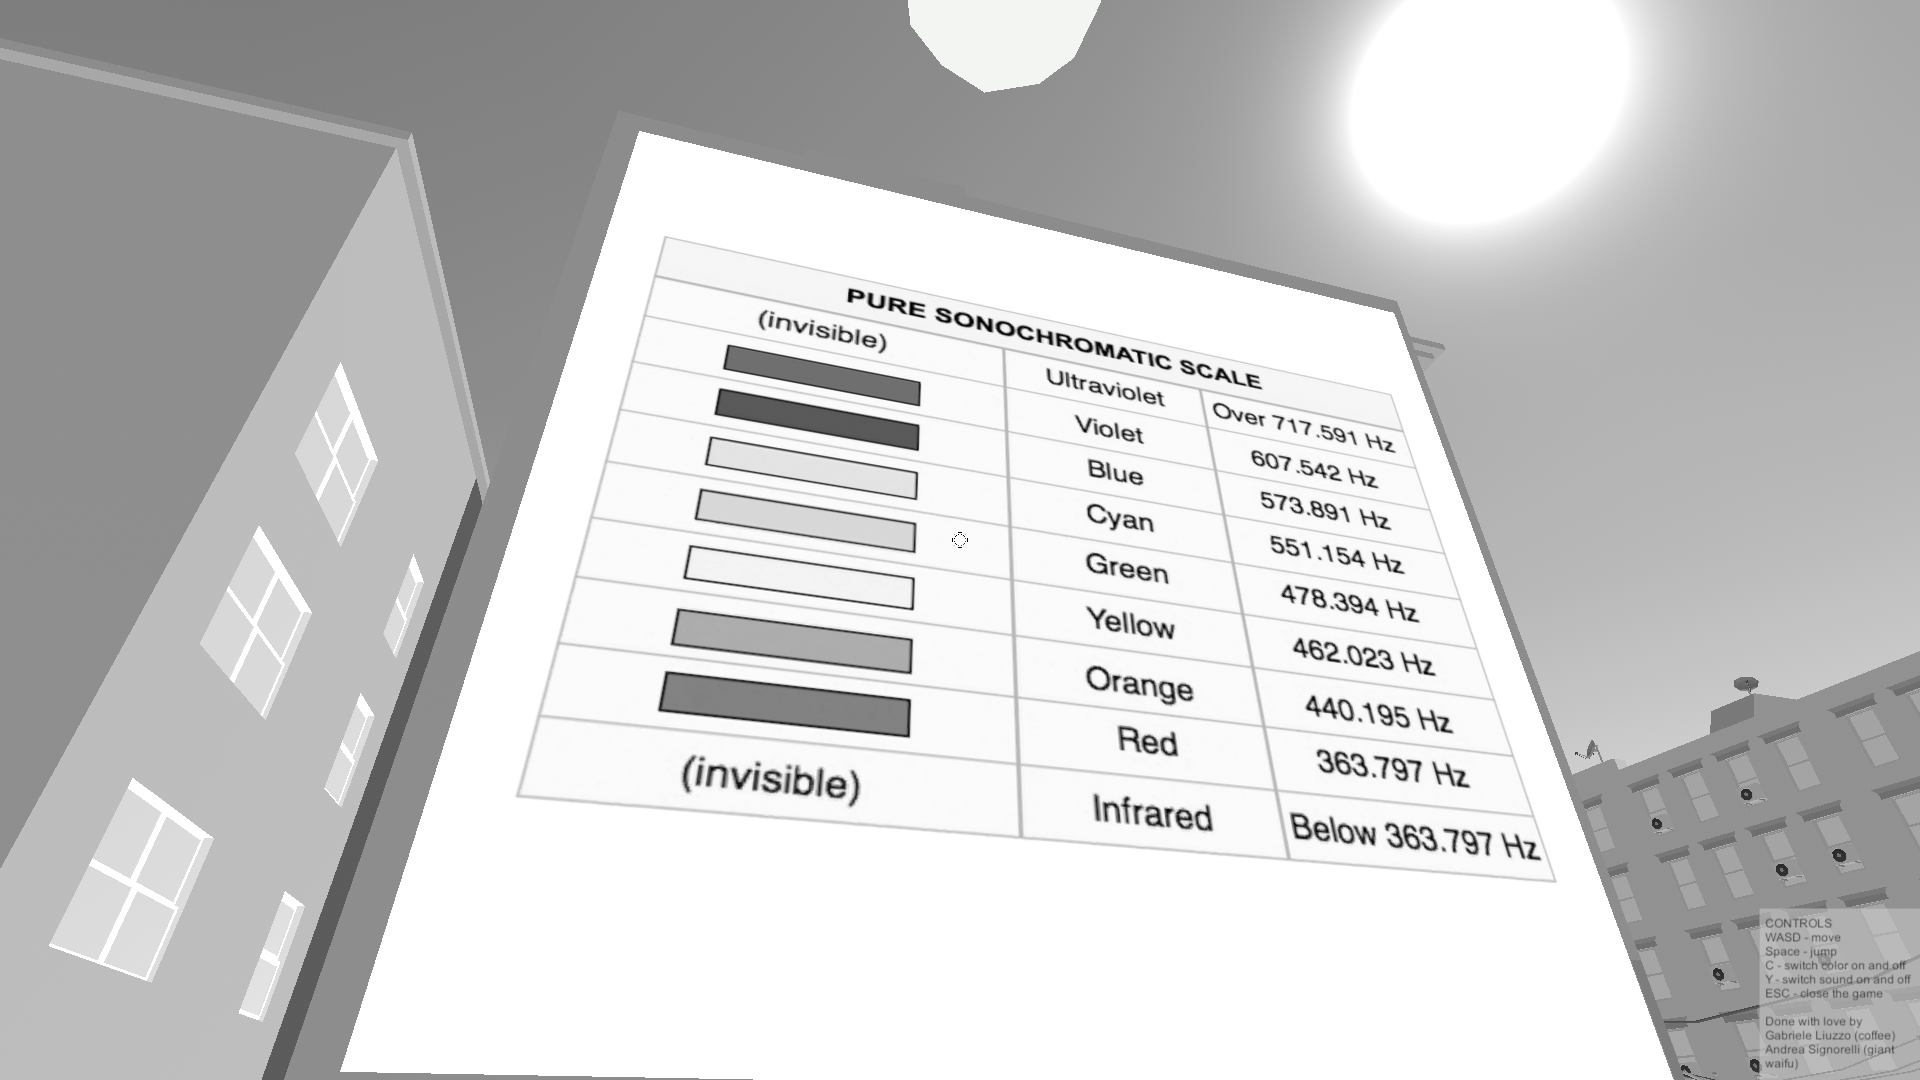 PURE SONOCHROMATIC SCALE
(invisible) Ultraviolet Over 717.591 Hz
Violet 607.542 Hz
Blue 573.891 Hz
Cyan 551.154 Hz
Green 478.394 Hz
Yellow 462.023 Hz
Orange 440.195 Hz
Red 363.797 Hz
(invisible) Infrared Below 363.797 Hz
CONTROLS
WASD - move
Space - jump
C - switch color on and off
Y - switch sound on and off
ESC - close the game
Done with love by
Gabriele Liuzzo (coffee)
Andrea Signorelli (giant
waifu)